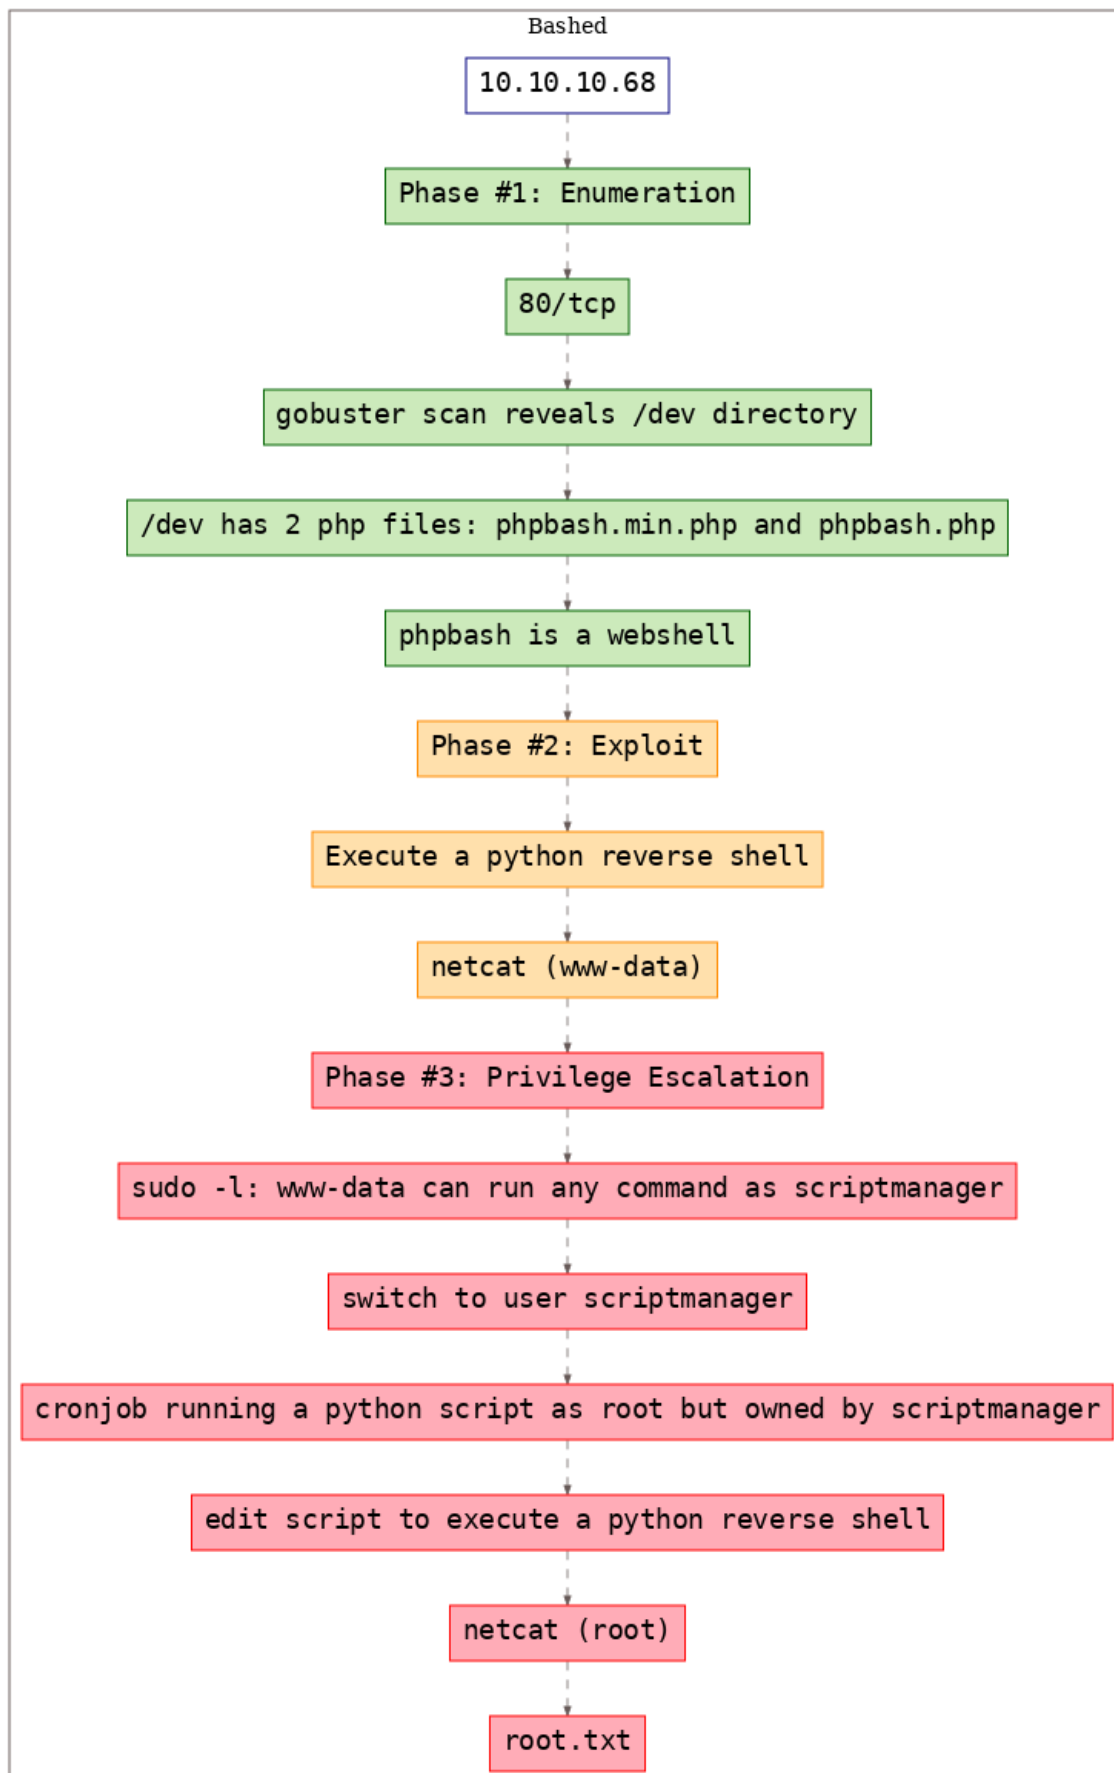 Bashed
10.10.10.68
Phase #1: Enumeration
80/tcp
gobuster scan reveals /dev directory
/dev has 2 php files: phpbash.min.php and phpbash.php
phpbash is a webshell
Phase #2: Exploit
Execute a python reverse shell
netcat (www-data)
Phase #3: Privilege Escalation
sudo -l: www-data can run any command as scriptmanager
switch to user scriptmanager
cronjob running a python script as root but owned by scriptmanager
edit script to execute a python reverse shell
netcat (root)
root.txt